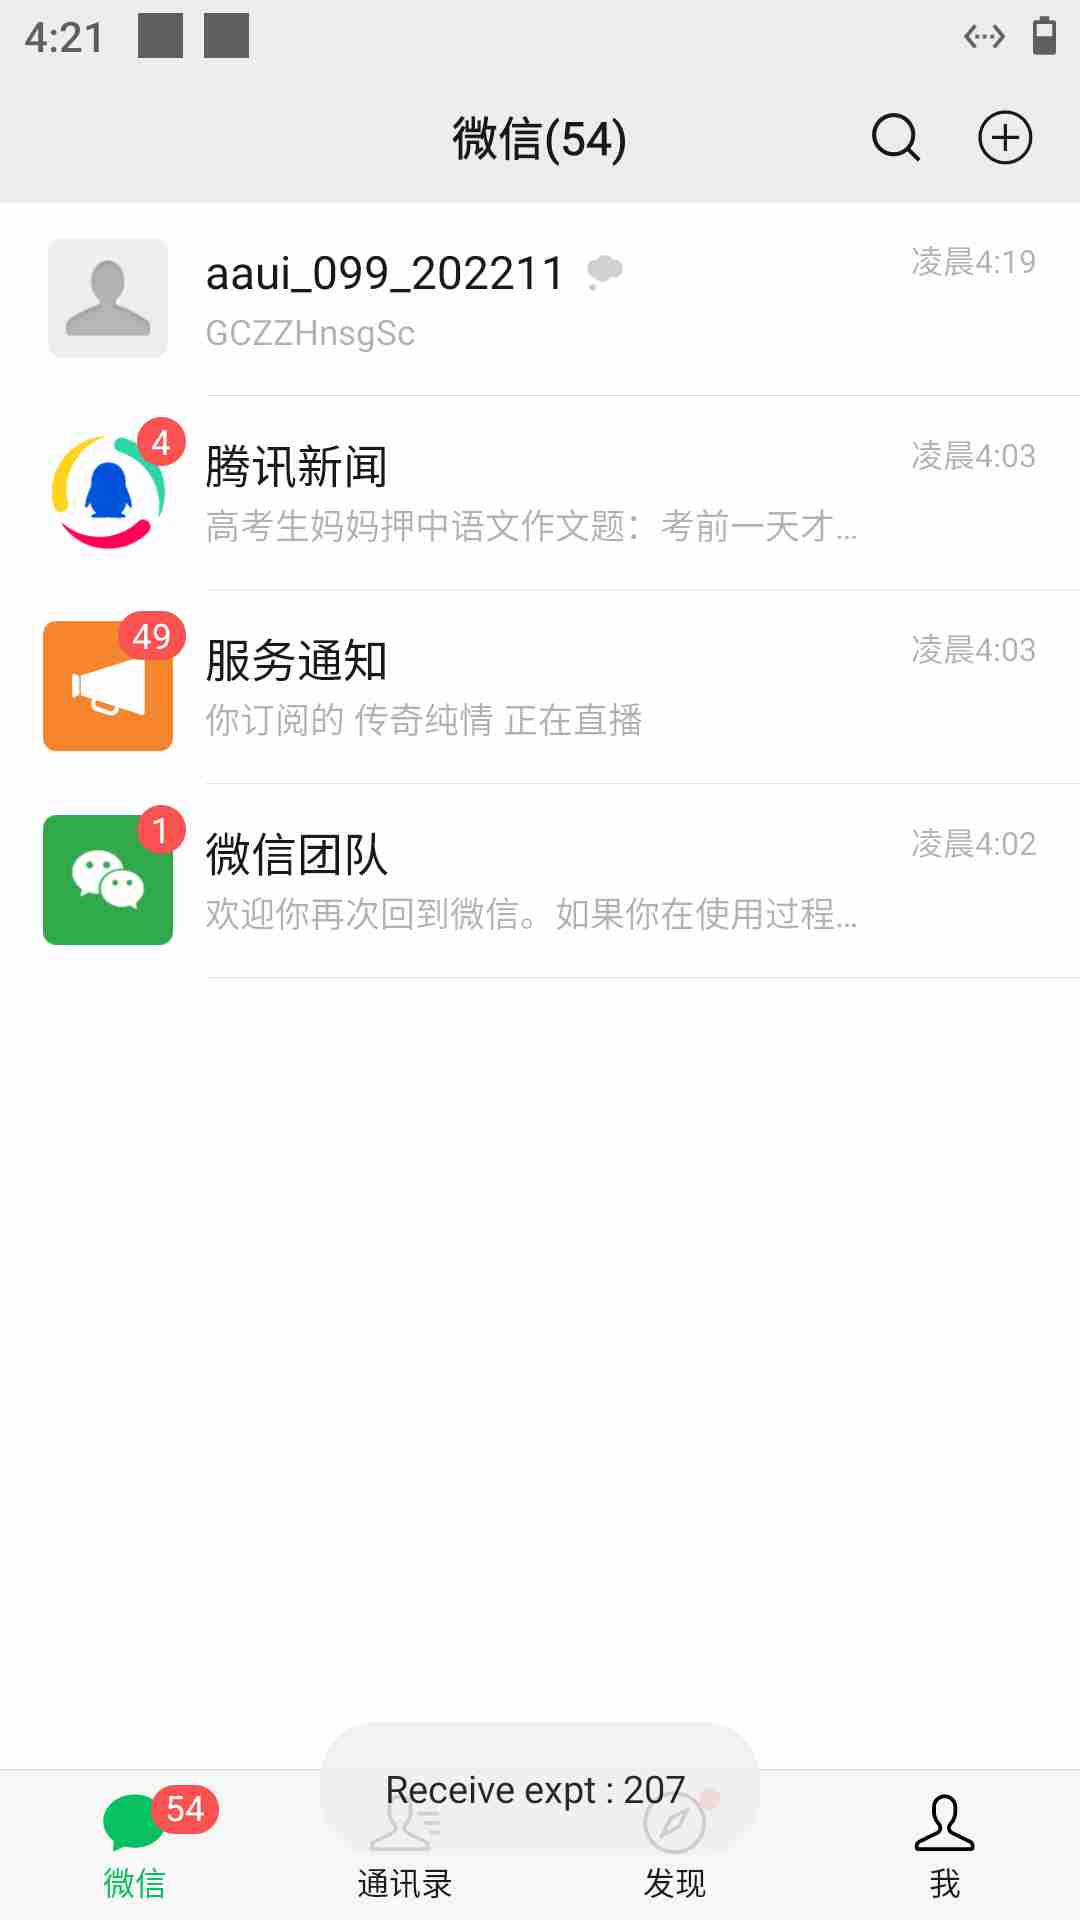 4:21
微信(54)
aaui_099_202211
凌晨4:19
GCZZHnsgSc
4
腾讯新闻
凌晨4:03
高考生妈妈押中语文作文题：考前一天才...
49
服务通知
凌晨4:03
你订阅的 传奇纯情 正在直播
1
微信团队
凌晨4:02
欢迎你再次回到微信。如果你在使用过程...
Receive expt : 207
54
微信
通讯录
发现
我